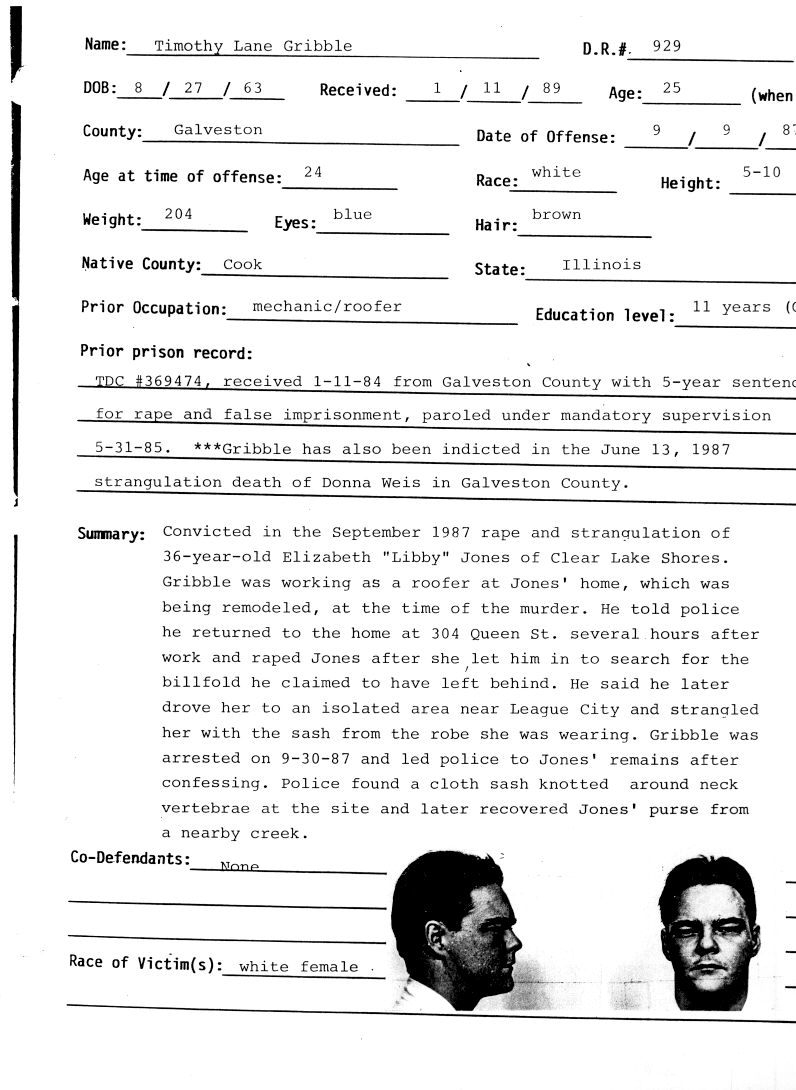 Name: Timothy Lane Gribble D.R.#. 929
DOB: 8 / 27 / 63 Received: 1 / 11 / 89 Age: 25 (when
County: Galveston Date of Offense: 9 / 9 / 87
Age at time of offense: 24 Race: white Height: 5-10
Weight: 204 Eyes: blue Hair: brown
Native County: Cook State: Illinois
Prior Occupation: mechanic/roofer Education level: 11 years
Prior prison record:
TDC #369474, received 1-11-84 from Galveston County with 5-year sentenc
for rape and false imprisonment, paroled under mandatory supervision
5-31-85. ***Gribble has also been indicted in the June 13, 1987
strangulation death of Donna Weis in Galveston County.
Summary: Convicted in the September 1987 rape and strangulation of
36-year-old Elizabeth "Libby" Jones of Clear Lake Shores.
Gribble was working as a roofer at Jones' home, which was
being remodeled, at the time of the murder. He told police
he returned to the home at 304 Queen St. several hours after
work and raped Jones after she let him in to search for the
billfold he claimed to have left behind. He said he later
drove her to an isolated area near League City and strangled
her with the sash from the robe she was wearing. Gribble was
arrested on 9-30-87 and led police to Jones' remains after
confessing. Police found a cloth sash knotted around neck
vertebrae at the site and later recovered Jones' purse from
a nearby creek.
Co-Defendants: None
Race of Victim(s): white female